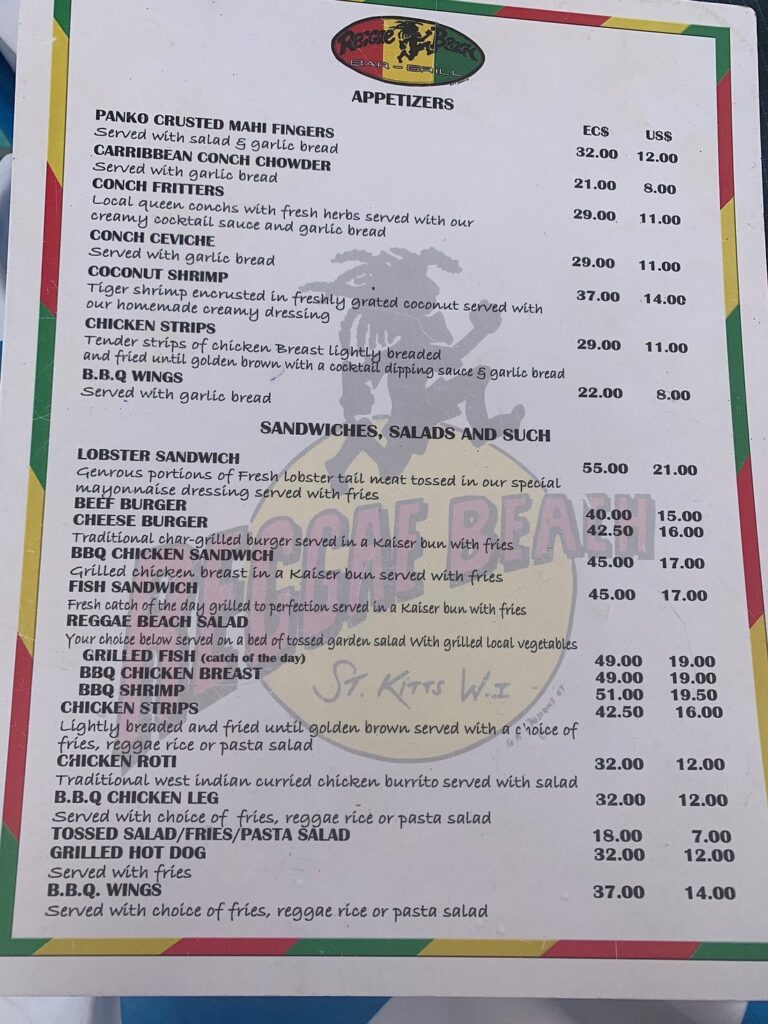 REGGAE BEACH
BAR - GRILL
APPETIZERS
EC$ US$
PANKO CRUSTED MAHI FINGERS 32.00 12.00
Served with salad & garlic bread
CARRIBBEAN CONCH CHOWDER 21.00 8.00
Served with garlic bread
CONCH FRITTERS 29.00 11.00
Local queen conchs with fresh herbs served with our
creamy cocktail sauce and garlic bread
CONCH CEVICHE 29.00 11.00
Served with garlic bread
COCONUT SHRIMP 37.00 14.00
Tiger shrimp encrusted in freshly grated coconut served with
our homemade creamy dressing
CHICKEN STRIPS 29.00 11.00
Tender strips of chicken Breast lightly breaded
and fried until golden brown with a cocktail dipping sauce & garlic bread
B.B.Q WINGS 22.00 8.00
Served with garlic bread
SANDWICHES, SALADS AND SUCH
LOBSTER SANDWICH 55.00 21.00
Genrous portions of Fresh lobster tail meat tossed in our special
mayonnaise dressing served with fries
BEEF BURGER 40.00 15.00
CHEESE BURGER 42.50 16.00
Traditional char-grilled burger served in a Kaiser bun with fries
BBQ CHICKEN SANDWICH 45.00 17.00
Grilled chicken breast in a Kaiser bun served with fries
FISH SANDWICH 45.00 17.00
Fresh catch of the day grilled to perfection served in a Kaiser bun with fries
REGGAE BEACH SALAD
Your choice below served on a bed of tossed garden salad With grilled local vegetables
GRILLED FISH (catch of the day) 49.00 19.00
BBQ CHICKEN BREAST 49.00 19.00
BBQ SHRIMP 51.00 19.50
CHICKEN STRIPS 42.50 16.00
Lightly breaded and fried until golden brown served with a choice of
fries, reggae rice or pasta salad
CHICKEN ROTI 32.00 12.00
Traditional west indian curried chicken burrito served with salad
B.B.Q CHICKEN LEG 32.00 12.00
Served with choice of fries, reggae rice or pasta salad
TOSSED SALAD/FRIES/PASTA SALAD 18.00 7.00
GRILLED HOT DOG 32.00 12.00
Served with fries
B.B.Q. WINGS 37.00 14.00
Served with choice of fries, reggae rice or pasta salad
REGGAE BEACH
ST. KITTS W.I